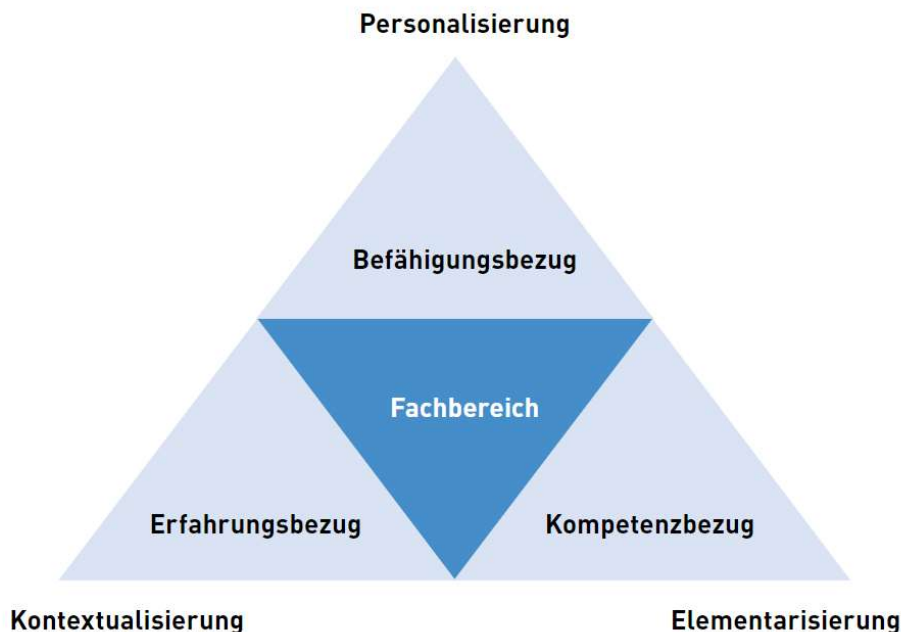 Personalisierung
Befähigungsbezug
Fachbereich
Erfahrungsbezug
Kompetenzbezug
Kontextualisierung
Elementarisierung